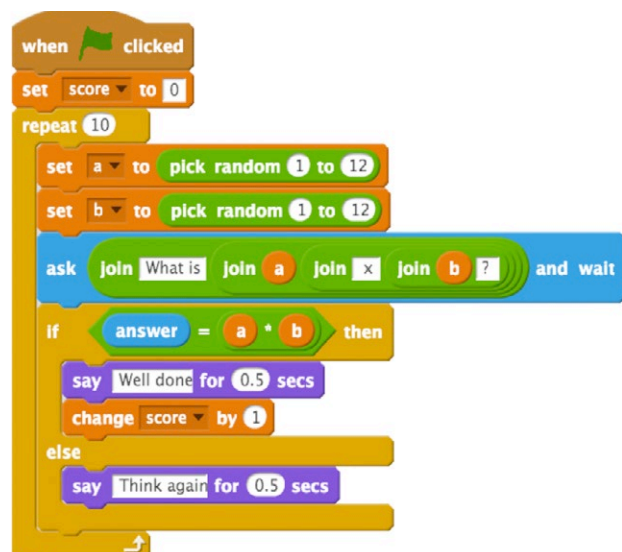 when clicked
set score to 0
repeat 10
set a to pick random 1 to 12
set b to pick random 1 to 12
ask join What is join a join x join b ? and wait
if answer = a * b then
say Well done for 0.5 secs
change score by 1
else
say Think again for 0.5 secs